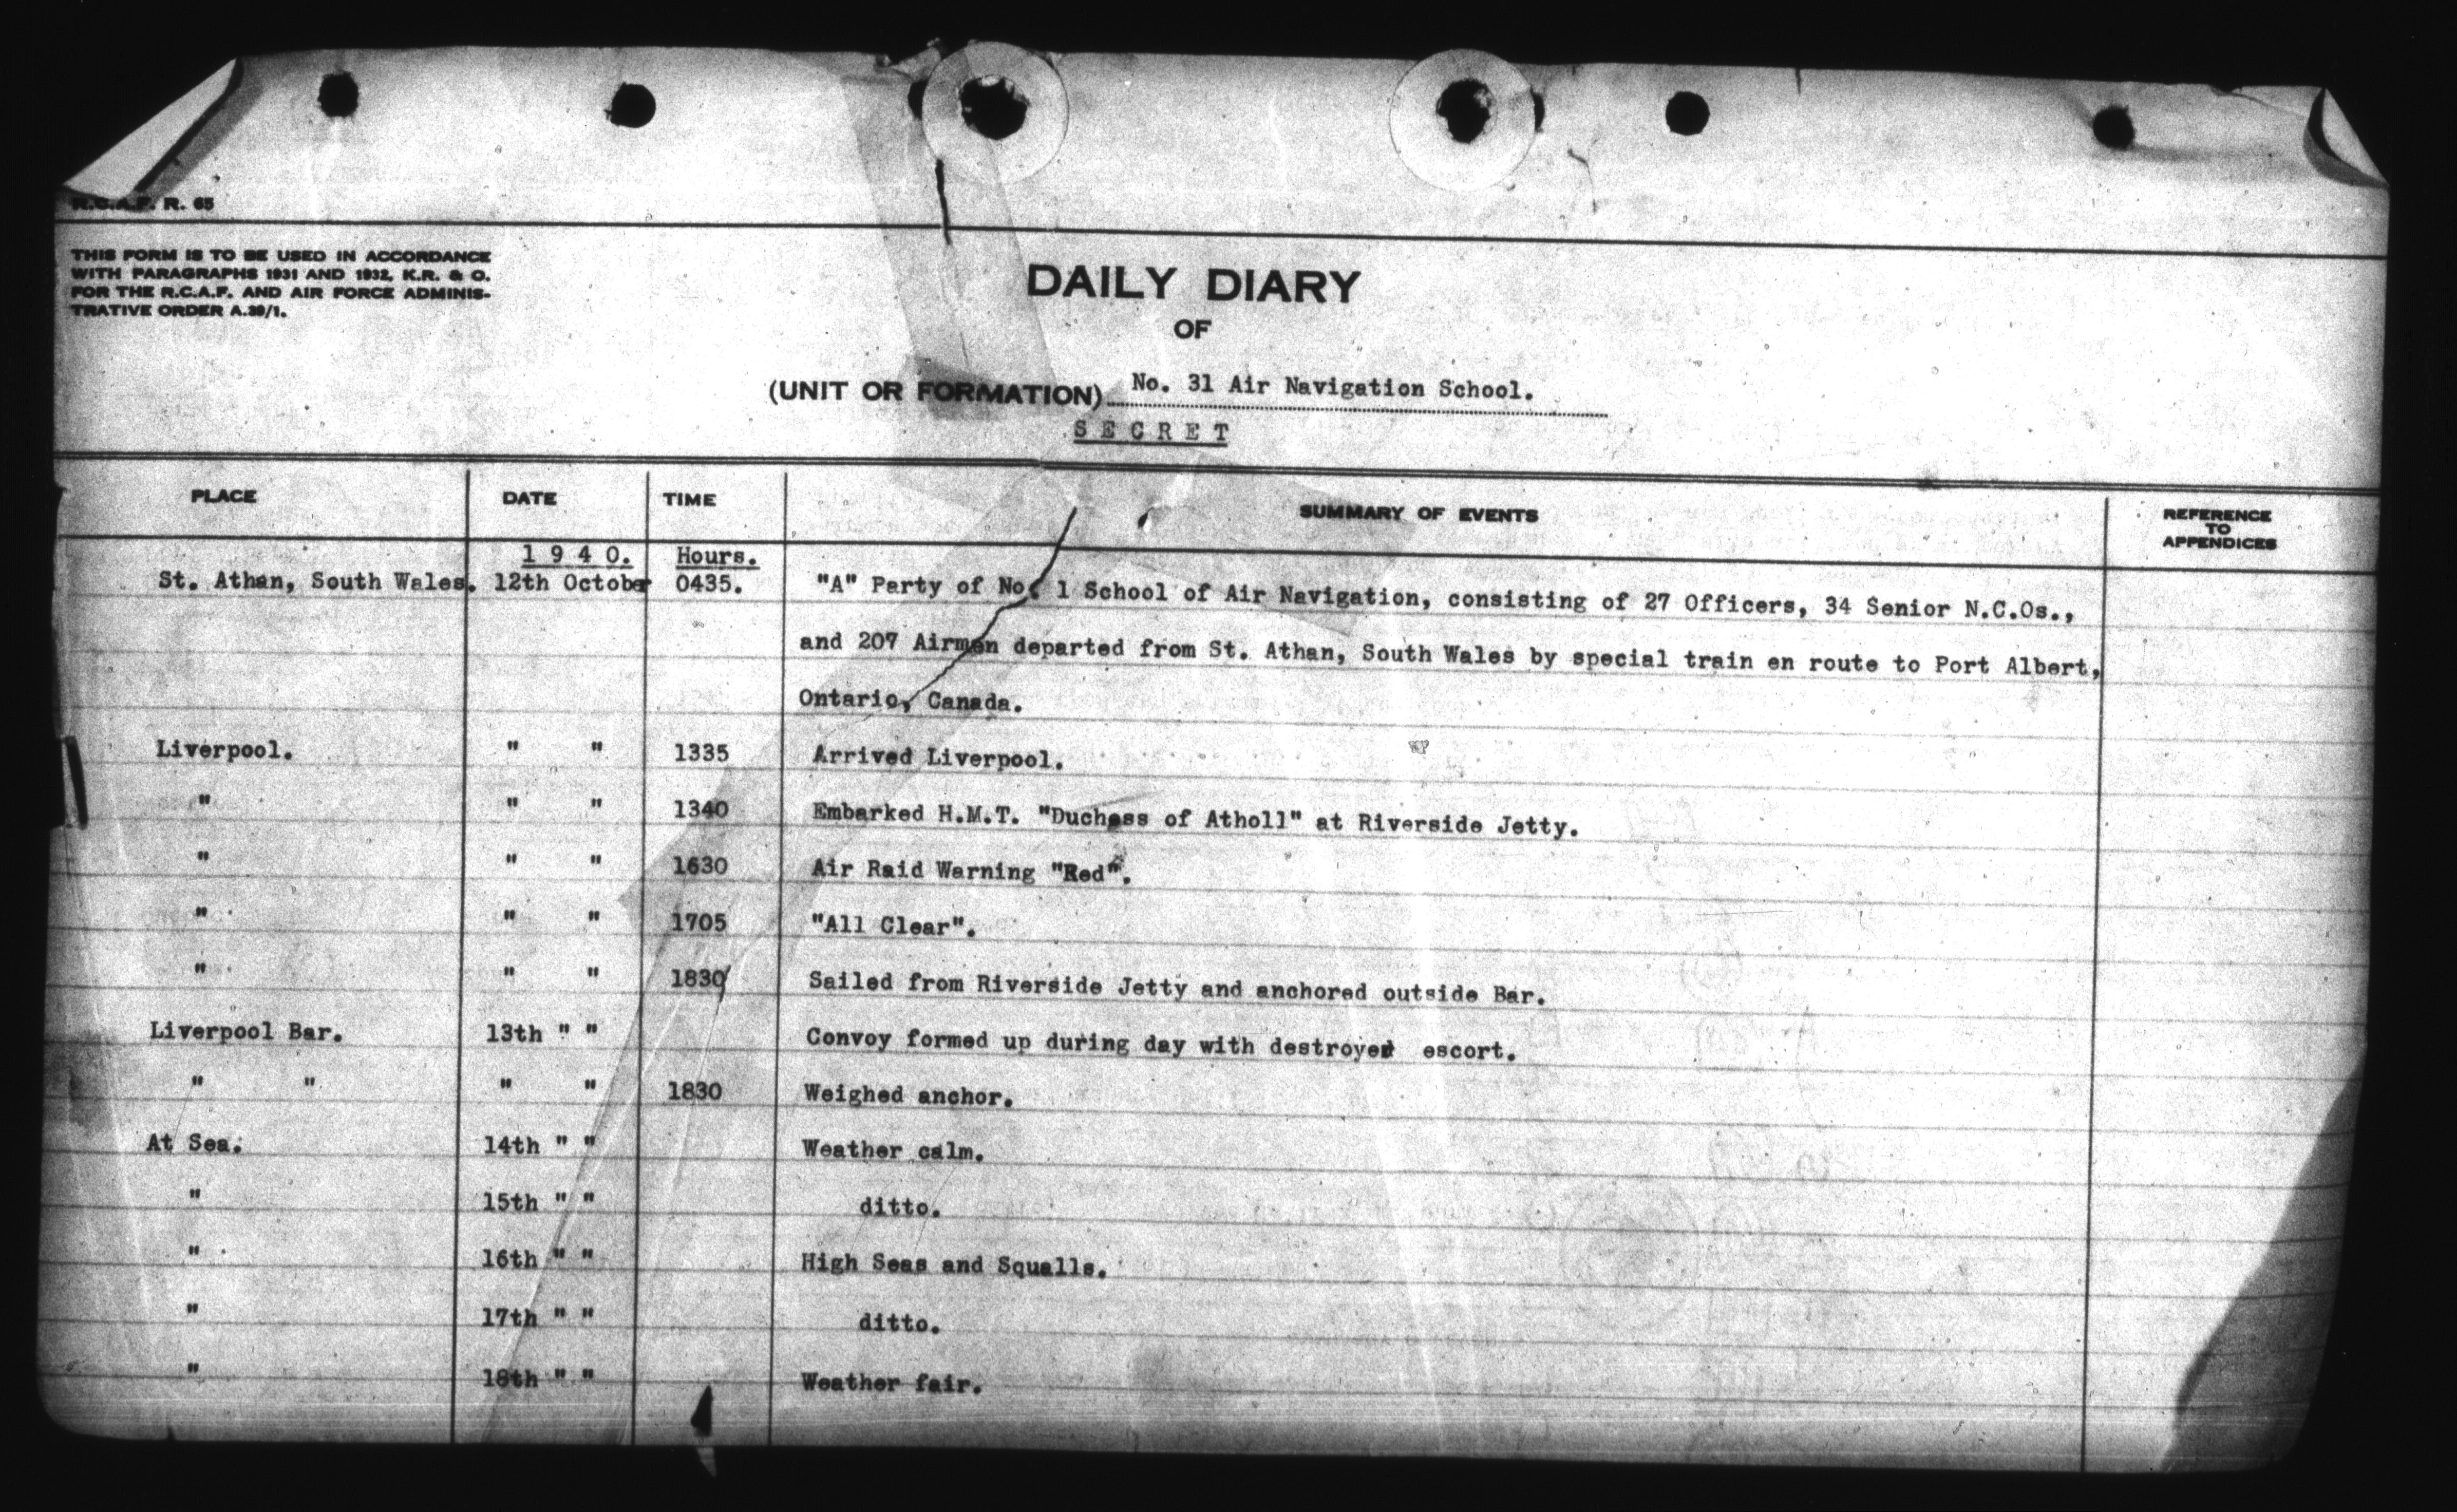 R.C.A.F. R. 65
THIS FORM IS TO BE USED IN ACCORDANCE
WITH PARAGRAPHS 1931 AND 1932, K.R. & O.
FOR THE R.C.A.F. AND AIR FORCE ADMINIS-
TRATIVE ORDER A.39/1.
DAILY DIARY
OF
(UNIT OR FORMATION) No. 31 Air Navigation School.
SECRET
PLACE DATE TIME SUMMARY OF EVENTS REFERENCE TO APPENDICES
1940. Hours.
St. Athan, South Wales. 12th October 0435. "A" Party of No. 1 School of Air Navigation, consisting of 27 Officers, 34 Senior N.C.Os.,
and 207 Airmen departed from St. Athan, South Wales by special train en route to Port Albert,
Ontario, Canada.
Liverpool. " " 1335 Arrived Liverpool.
" " " 1340 Embarked H.M.T. "Duchess of Atholl" at Riverside Jetty.
" " " 1630 Air Raid Warning "Red".
" " " 1705 "All Clear".
" " " 1830 Sailed from Riverside Jetty and anchored outside Bar.
Liverpool Bar. 13th " " Convoy formed up during day with destroyer escort.
" " " " 1830 Weighed anchor.
At Sea. 14th " " Weather calm.
" 15th " " ditto.
" 16th " " High Seas and Squalls.
" 17th " " ditto.
" 18th " " Weather fair.